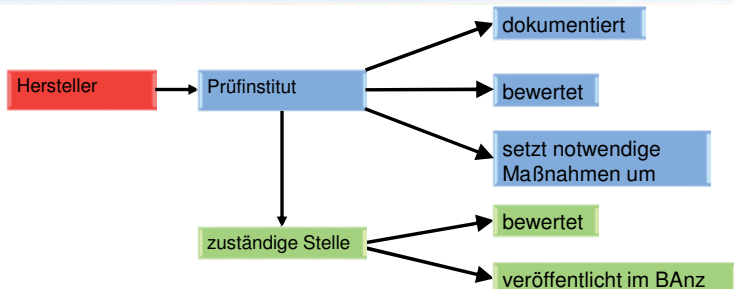 dokumentiert
Hersteller
Prüfinstitut
bewertet
setzt notwendige
Maßnahmen um
zuständige Stelle
bewertet
veröffentlicht im BAnz